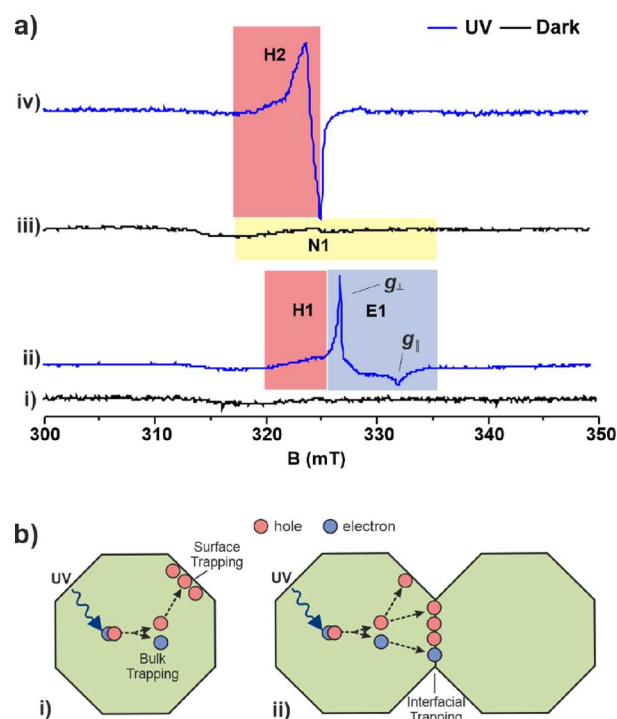 a)
UV Dark
H2
iv)
iii)
N1
H1 E1
g⊥
g∥
ii)
i)
300 310 320 330 340 350
B (mT)
b)
hole electron
UV
Surface
Trapping
Bulk
Trapping
i)
UV
Interfacial
Trapping
ii)